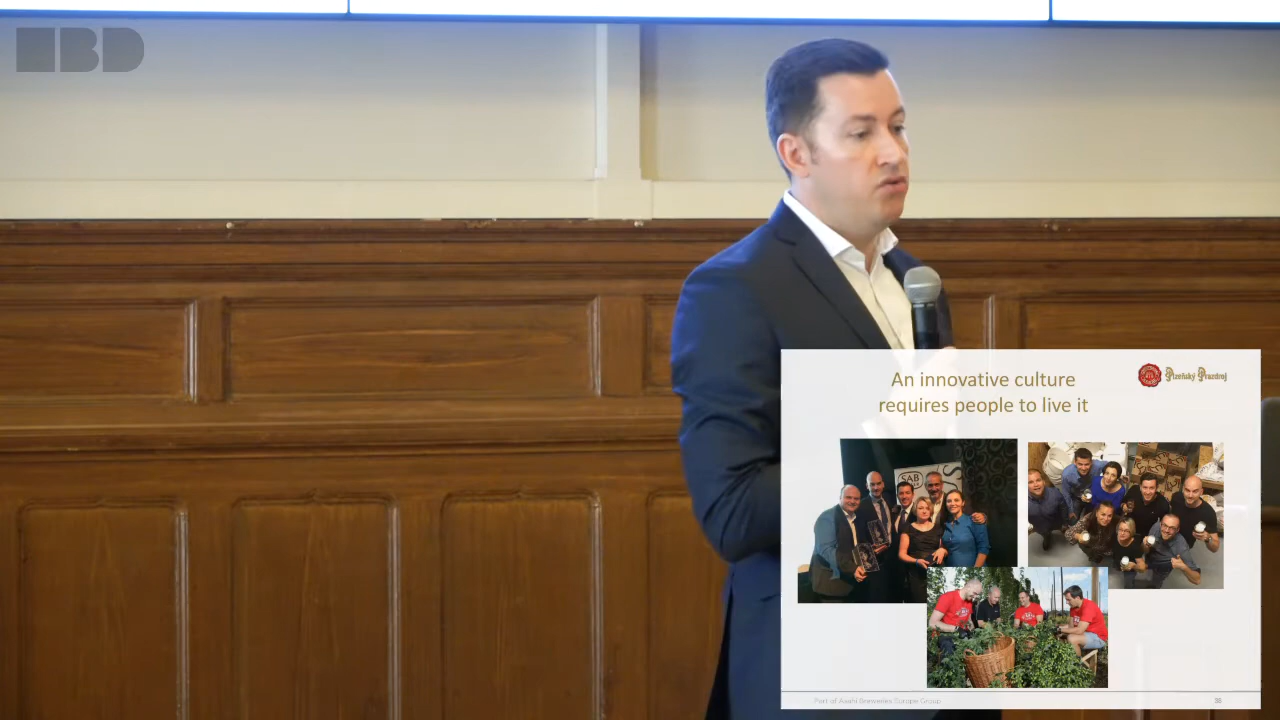 IBD
An innovative culture
requires people to live it
Plzeňský Prazdroj
SAB
Part of Asahi Breweries Europe Group
38